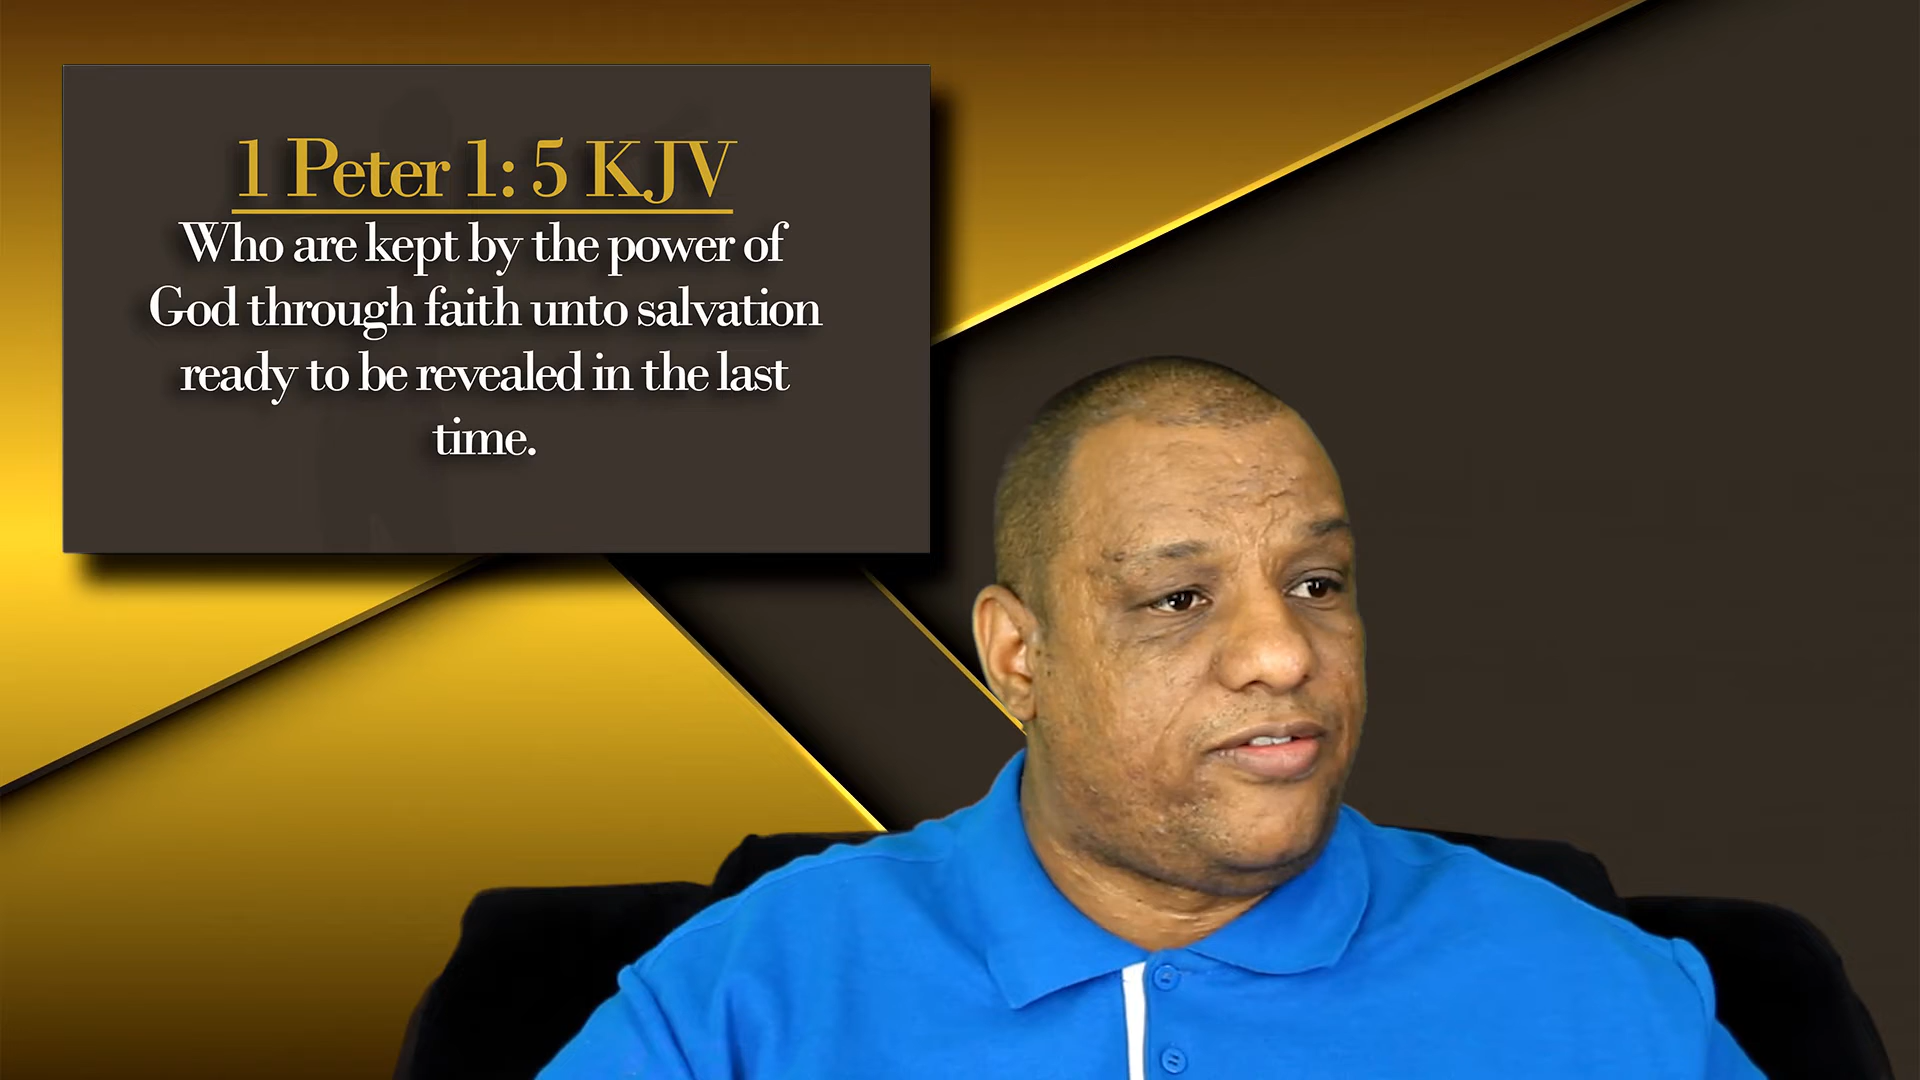 1 Peter 1: 5 KJV
Who are kept by the power of
God through faith unto salvation
ready to be revealed in the last
time.